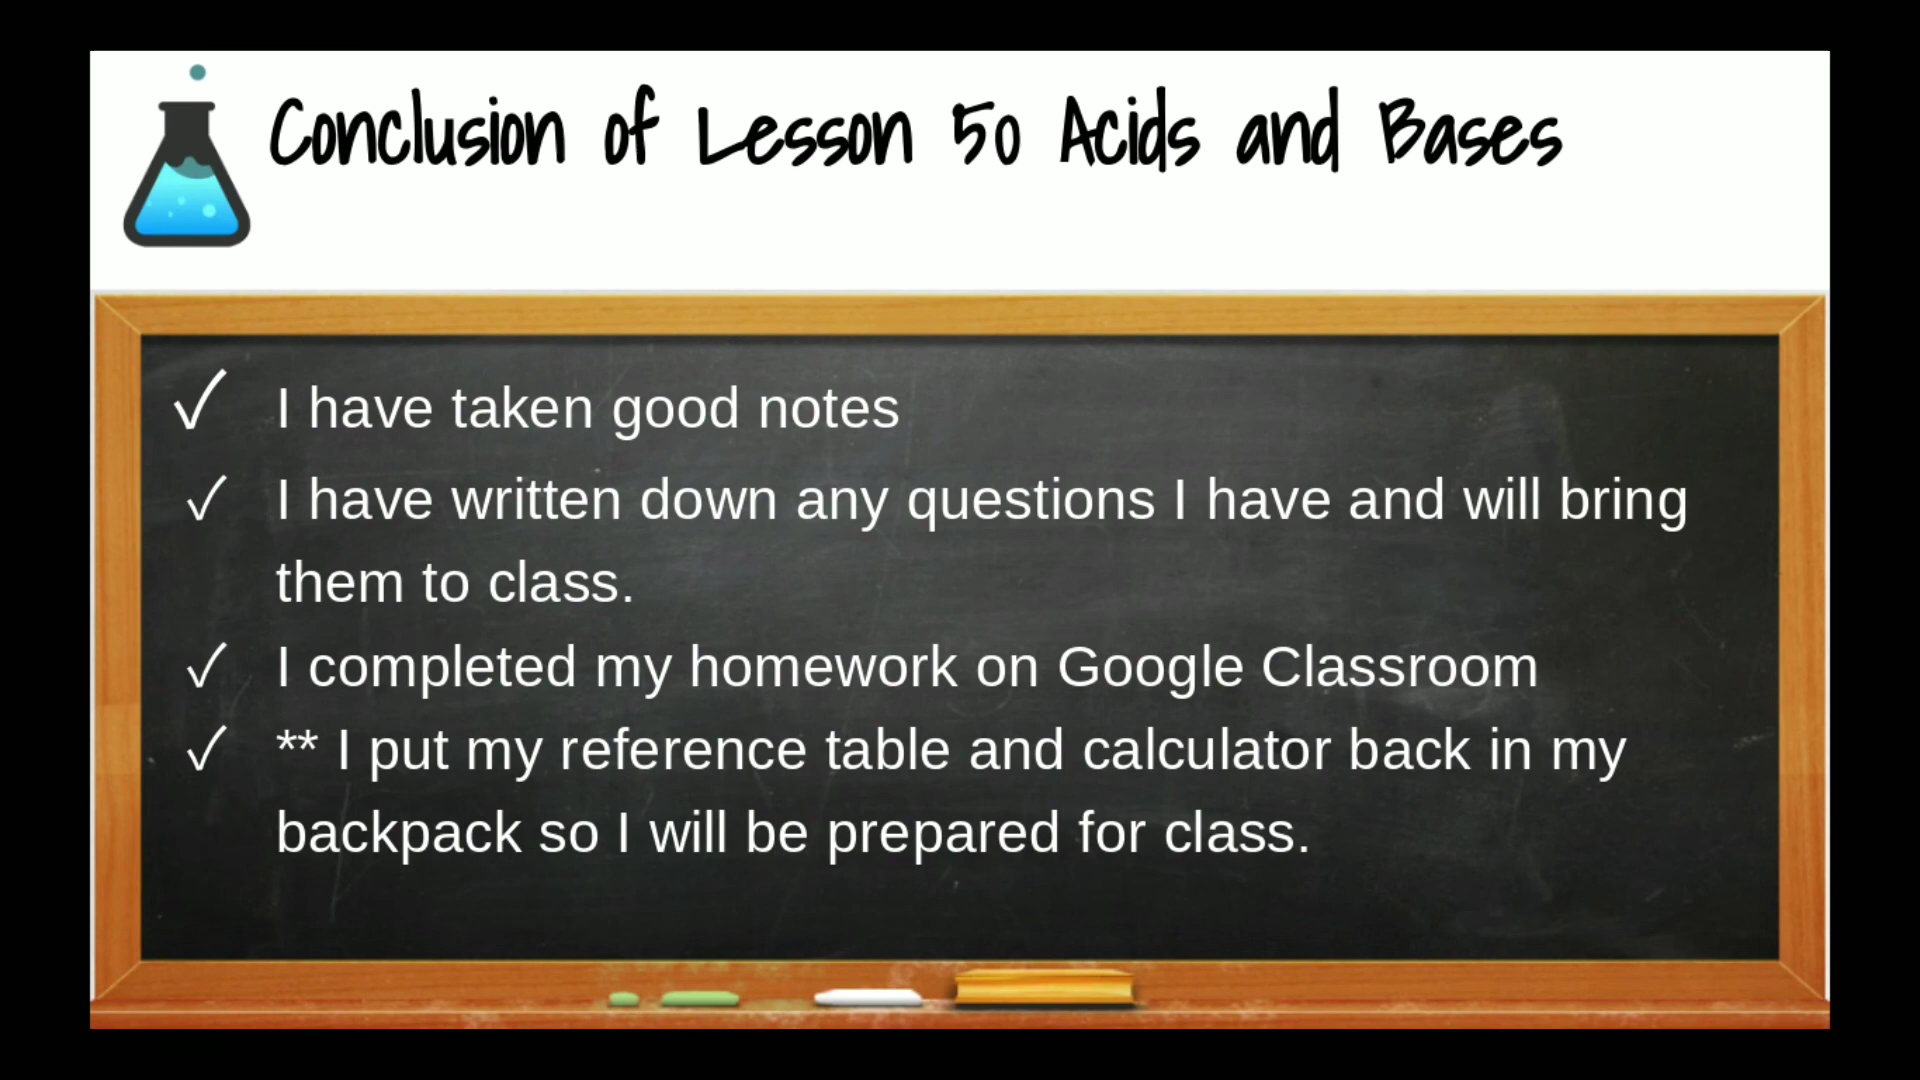 Conclusion of Lesson 50 Acids and Bases
✓ I have taken good notes
✓ I have written down any questions I have and will bring
them to class.
✓ I completed my homework on Google Classroom
✓ ** I put my reference table and calculator back in my
backpack so I will be prepared for class.